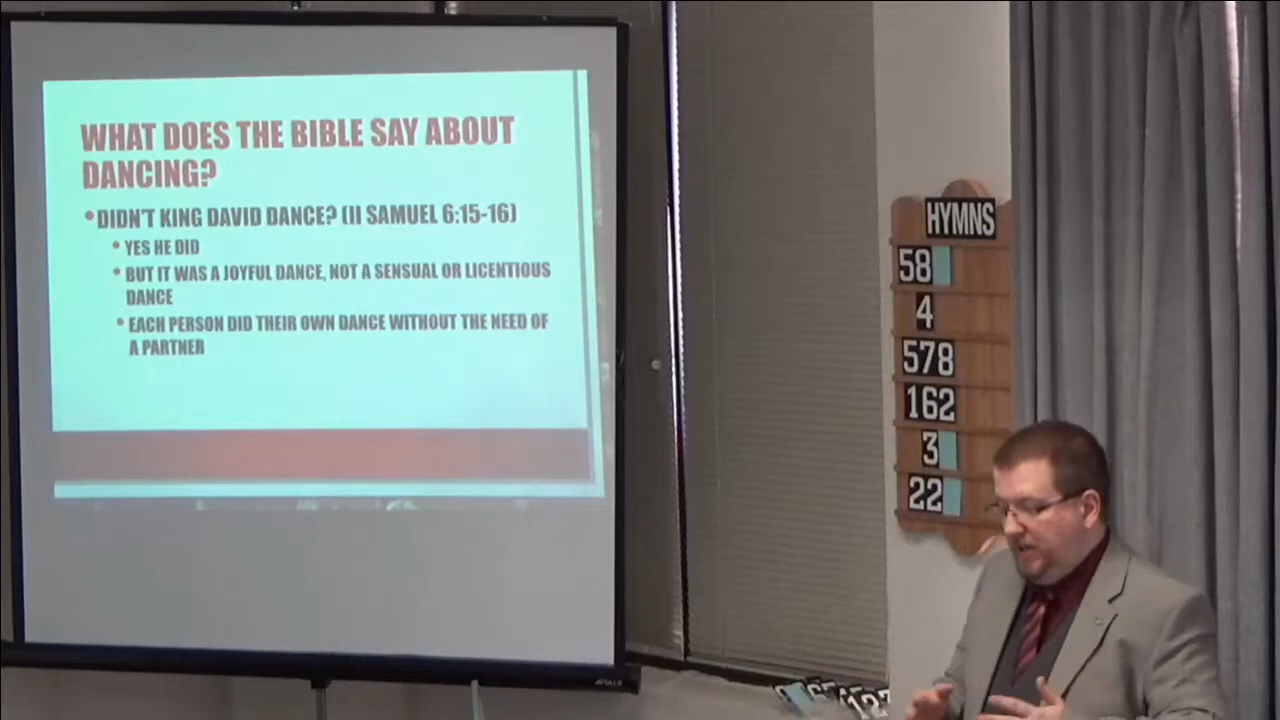 WHAT DOES THE BIBLE SAY ABOUT
DANCING?
•DIDN'T KING DAVID DANCE? (II SAMUEL 6:15-16)
• YES HE DID
• BUT IT WAS A JOYFUL DANCE, NOT A SENSUAL OR LICENTIOUS
DANCE
• EACH PERSON DID THEIR OWN DANCE WITHOUT THE NEED OF
A PARTNER
APOLLO
HYMNS
58
4
578
162
3
22